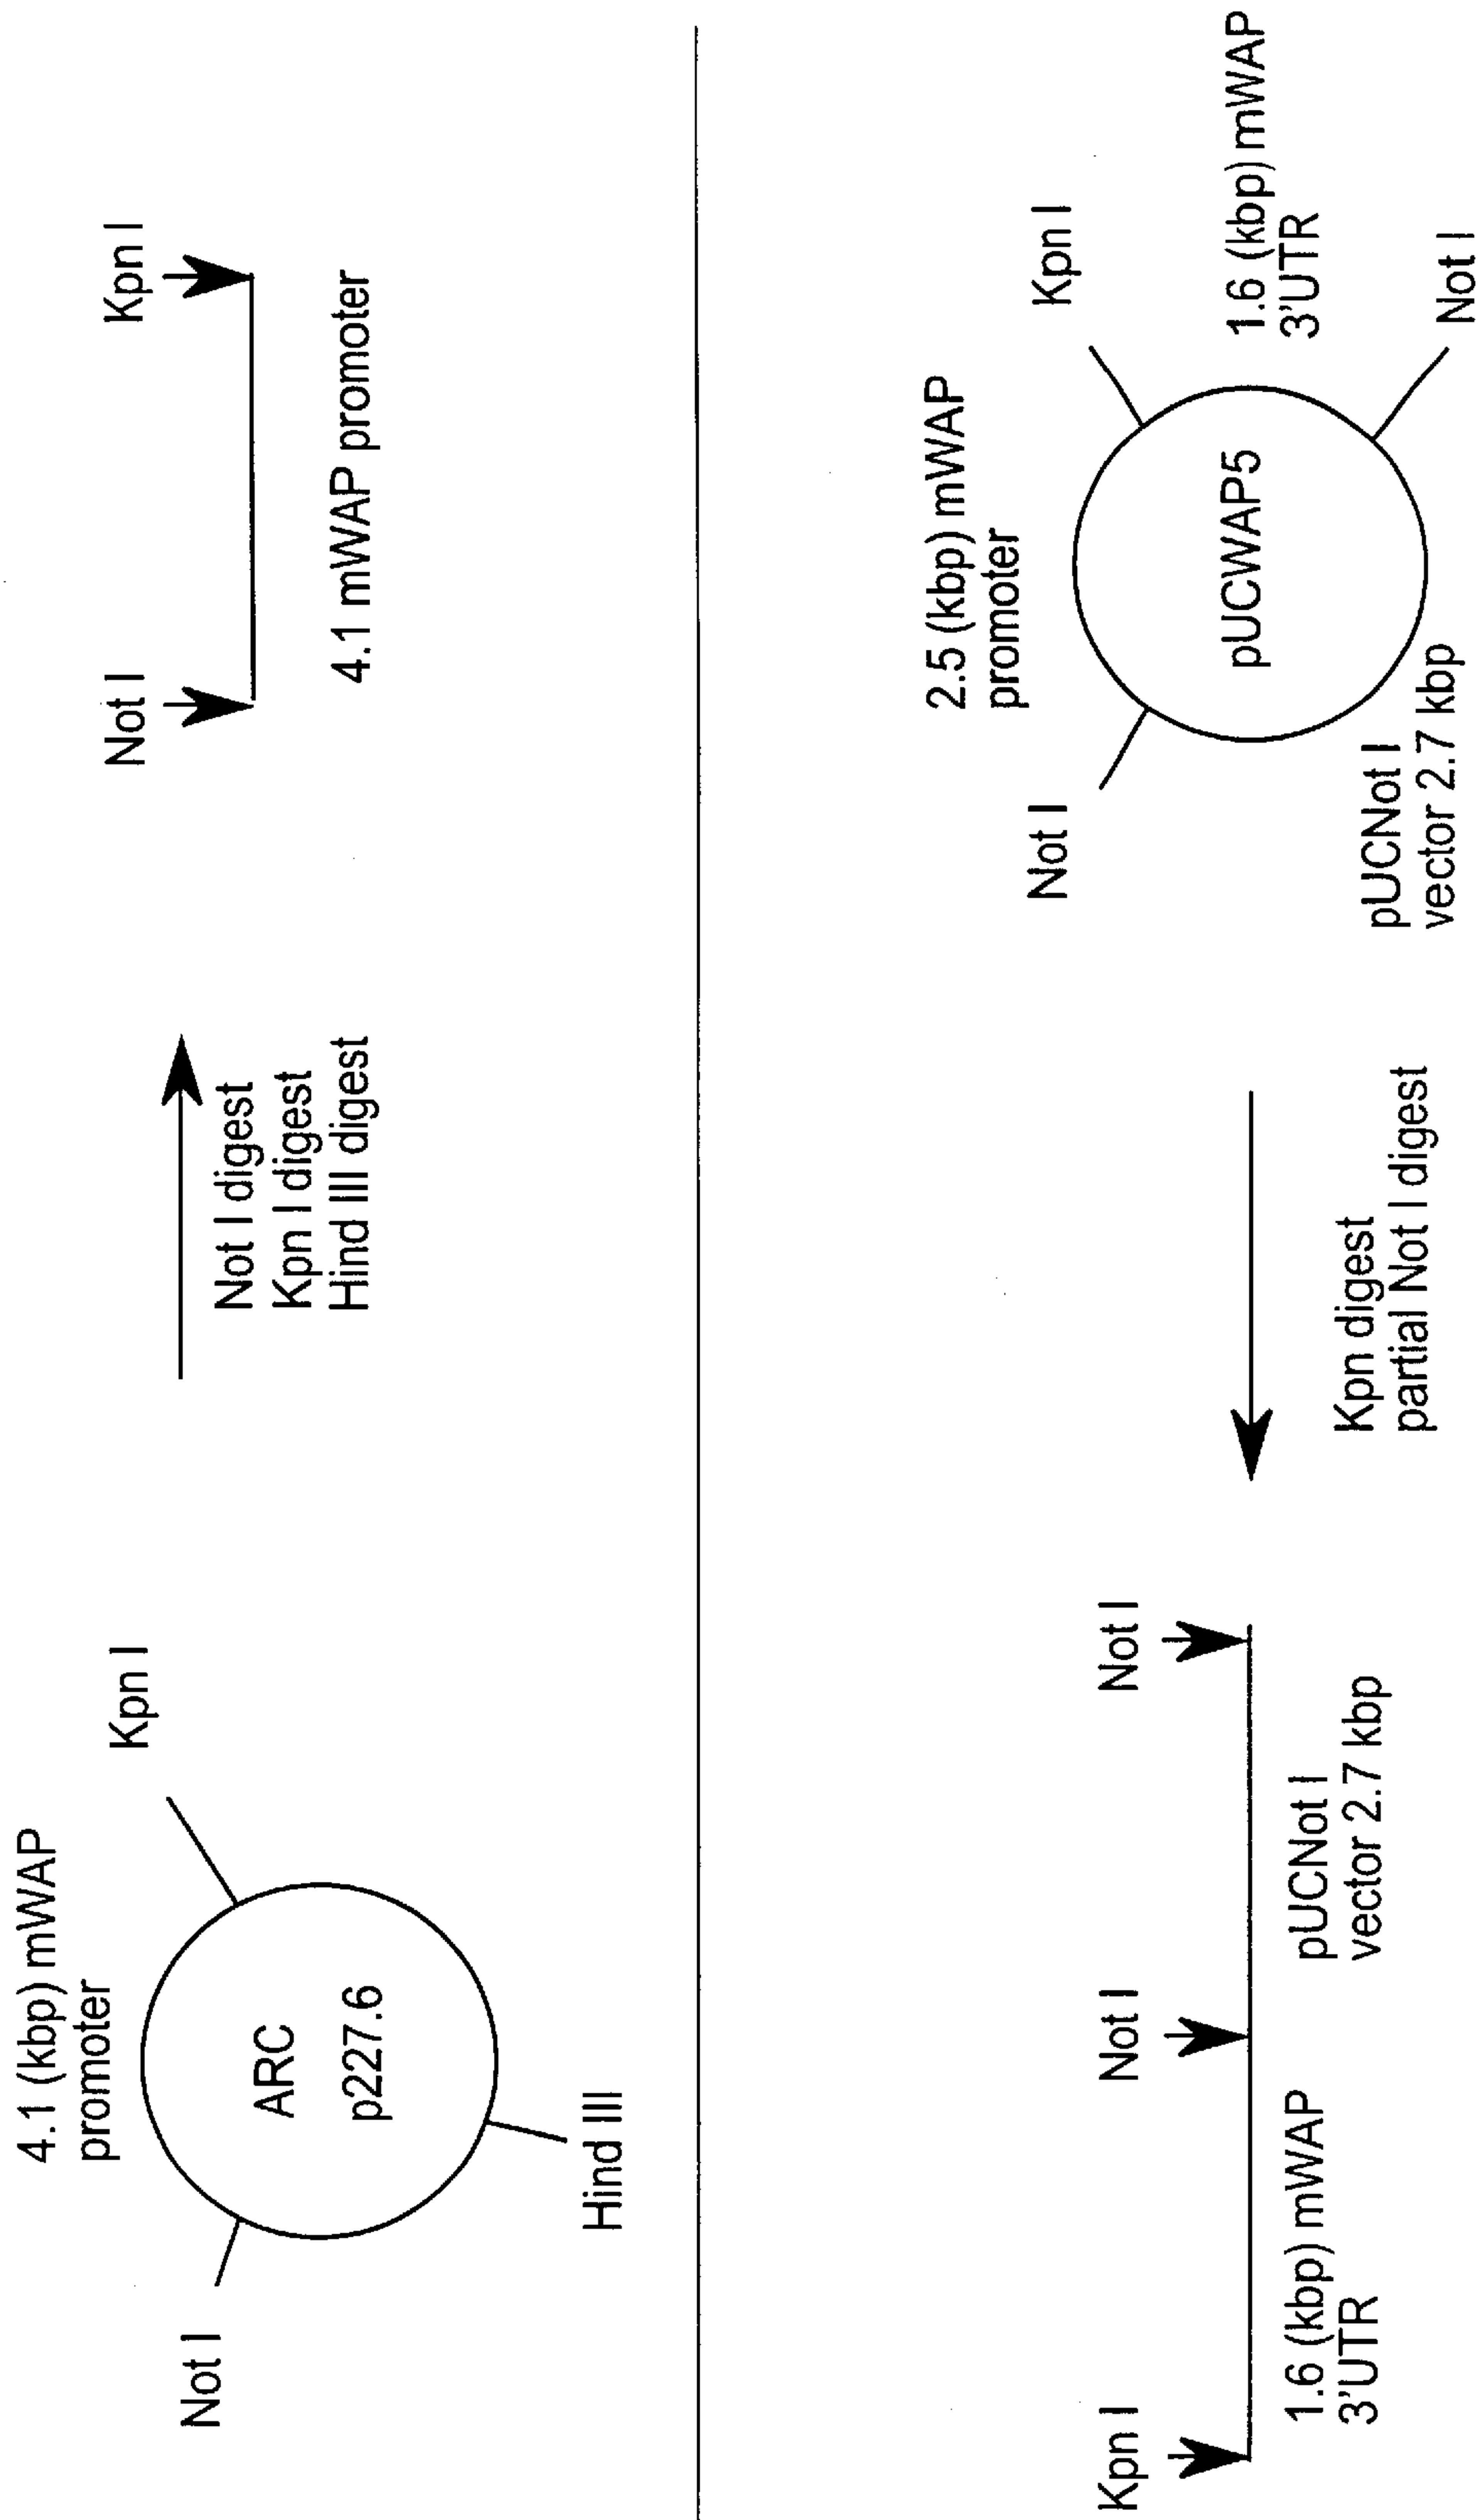 4.1 (kbp) mWAP
promoter
Not I
Kpn I
ARC
p227.6
Hind III
Not I digest
Kpn I digest
Hind III digest
Not I
Kpn I
4.1 mWAP promoter
Kpn I
Not I
Not I
1.6 (kbp) mWAP
3'UTR
pUCNot I
vector 2.7 kbp
Kpn digest
partial Not I digest
2.5 (kbp) mWAP
promoter
Not I
Kpn I
pUCWAP5
1.6 (kbp) mWAP
3'UTR
pUCNot I
vector 2.7 kbp
Not I